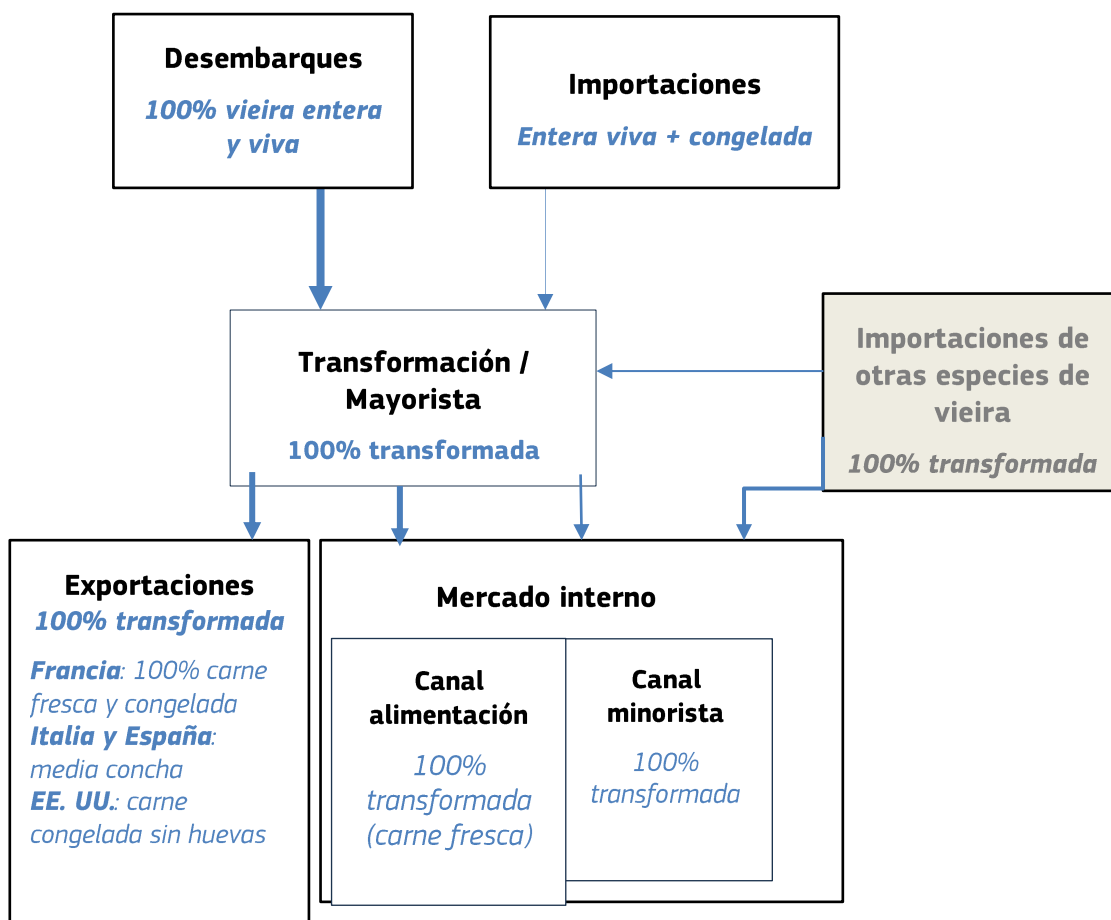 Desembarques
100% vieira entera
y viva
Importaciones
Entera viva + congelada
Importaciones de
otras especies de
vieira
100% transformada
Transformación /
Mayorista
100% transformada
Exportaciones
100% transformada
Francia: 100% carne
fresca y congelada
Italia y España:
media concha
EE. UU.: carne
congelada sin huevas
Mercado interno
Canal
alimentación
100%
transformada
(carne fresca)
Canal
minorista
100%
transformada